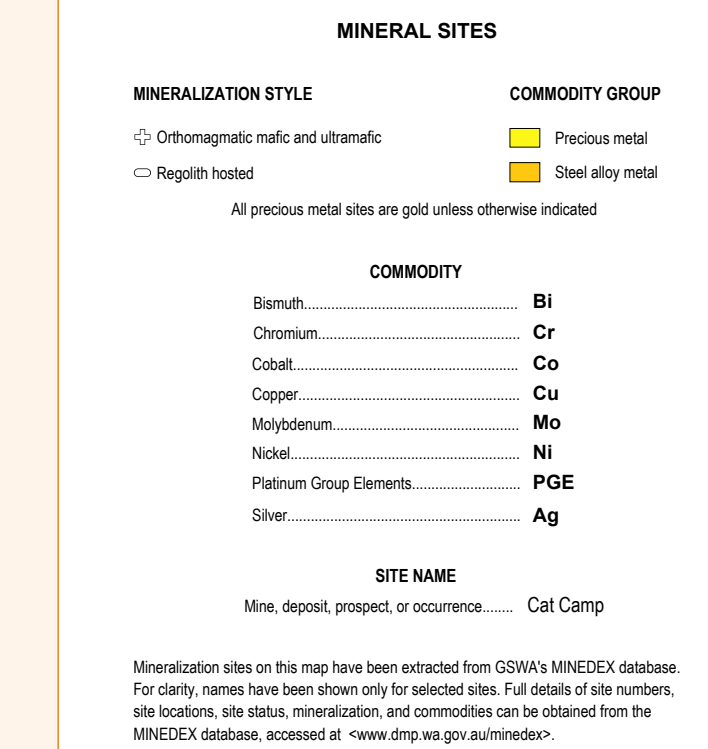 MINERAL SITES
MINERALIZATION STYLE
COMMODITY GROUP
Orthomagmatic mafic and ultramafic
Precious metal
Regolith hosted
Steel alloy metal
All precious metal sites are gold unless otherwise indicated
COMMODITY
Bismuth...................................................... Bi
Chromium................................................... Cr
Cobalt......................................................... Co
Copper........................................................ Cu
Molybdenum............................................... Mo
Nickel.......................................................... Ni
Platinum Group Elements........................... PGE
Silver........................................................... Ag
SITE NAME
Mine, deposit, prospect, or occurrence........ Cat Camp
Mineralization sites on this map have been extracted from GSWA's MINEDEX database.
For clarity, names have been shown only for selected sites. Full details of site numbers,
site locations, site status, mineralization, and commodities can be obtained from the
MINEDEX database, accessed at <www.dmp.wa.gov.au/minedex>.